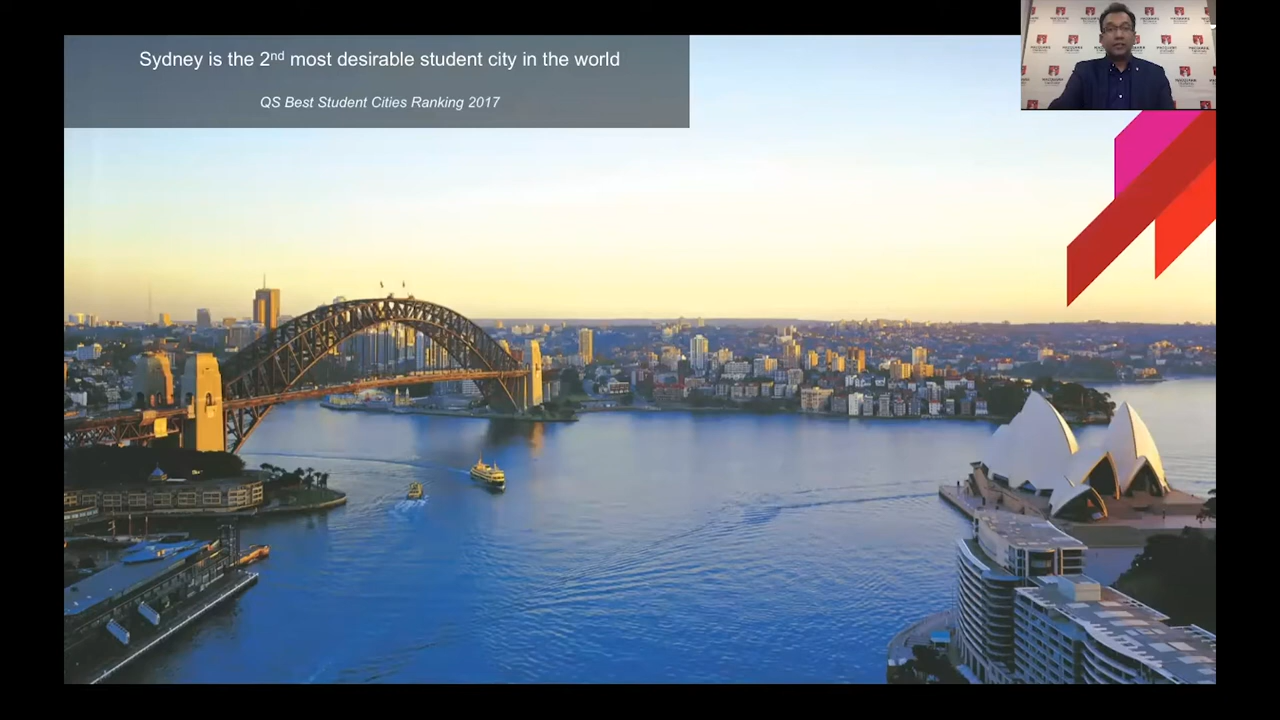 Sydney is the 2nd most desirable student city in the world
QS Best Student Cities Ranking 2017